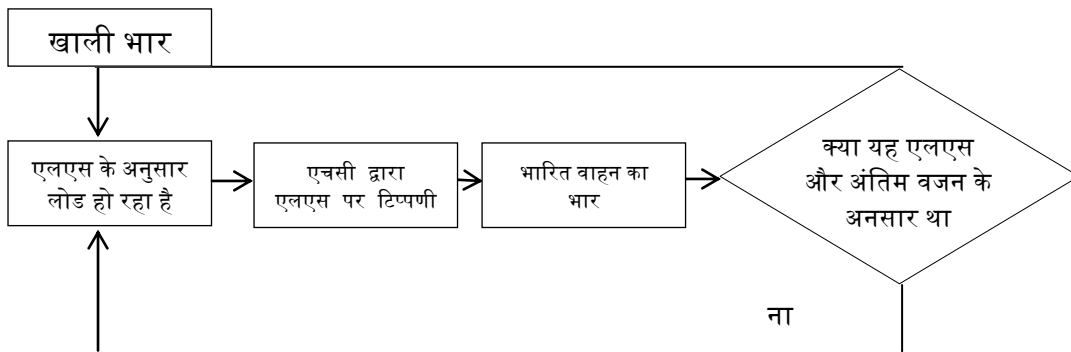 खाली भार
एलएस के अनुसार
लोड हो रहा है
एचसी द्वारा
एलएस पर टिप्पणी
भारित वाहन का
भार
क्या यह एलएस
और अंतिम वजन के
अनसार था
ना